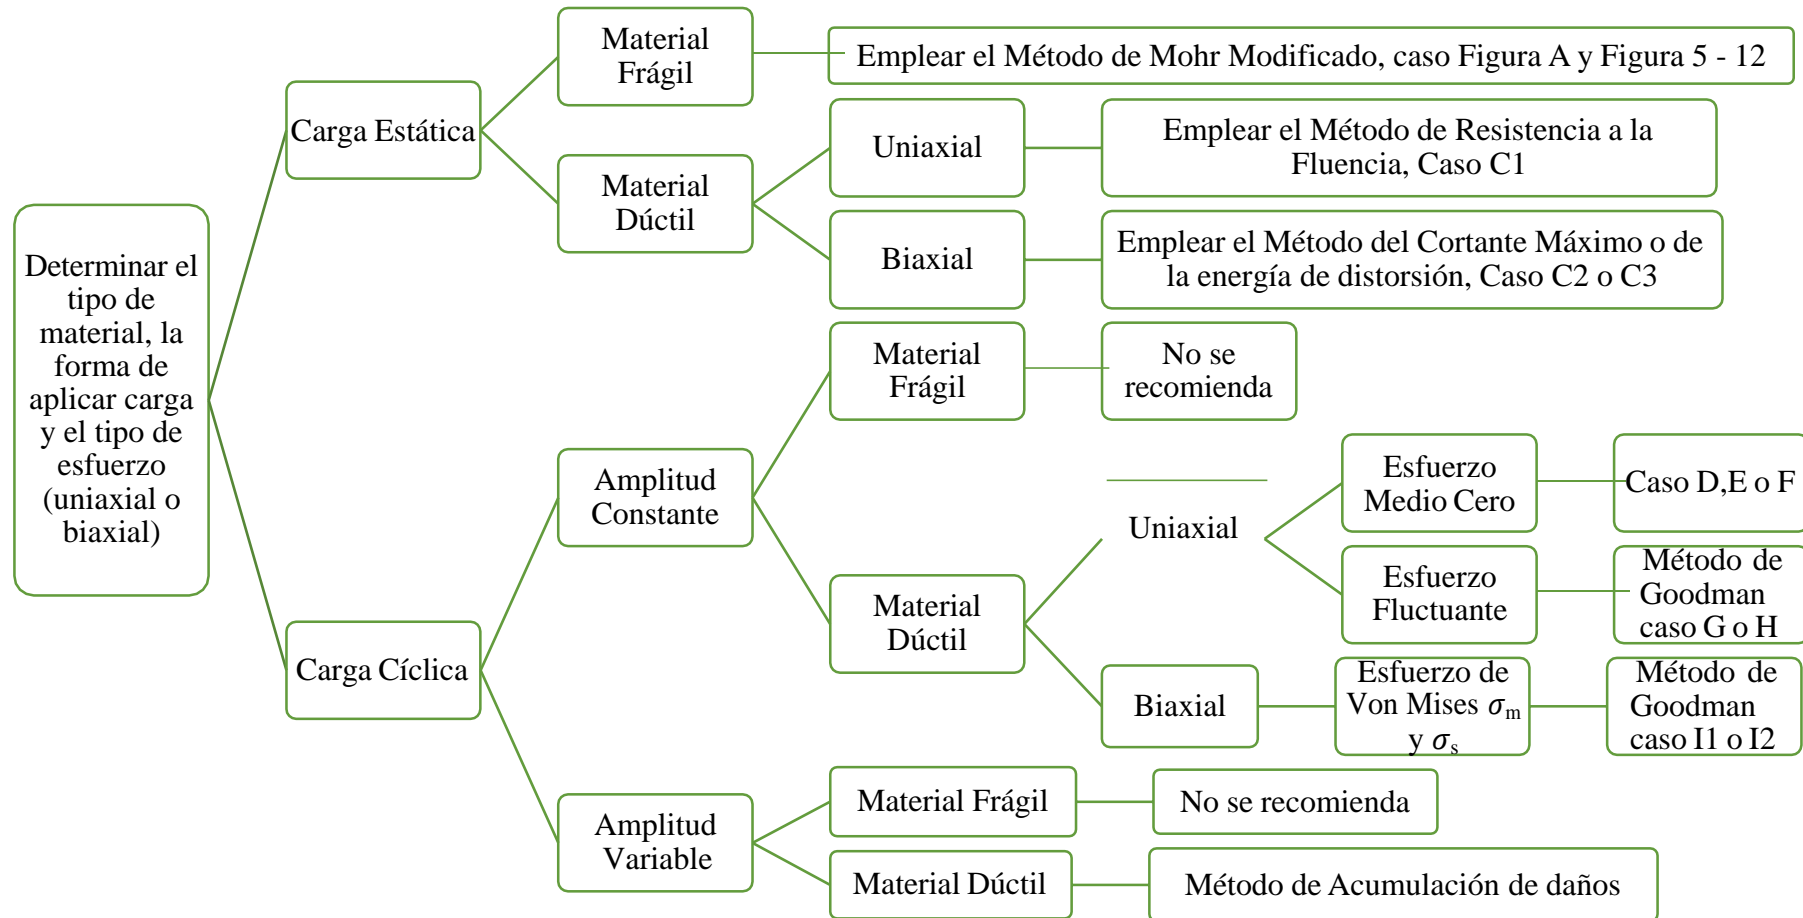 Determinar el
tipo de
material, la
forma de
aplicar carga
y el tipo de
esfuerzo
(uniaxial o
biaxial)
Carga Estática
Material
Frágil
Emplear el Método de Mohr Modificado, caso Figura A y Figura 5 - 12
Material
Dúctil
Uniaxial
Emplear el Método de Resistencia a la
Fluencia, Caso C1
Biaxial
Emplear el Método del Cortante Máximo o de
la energía de distorsión, Caso C2 o C3
Carga Cíclica
Amplitud
Constante
Material
Frágil
No se
recomienda
Material
Dúctil
Uniaxial
Esfuerzo
Medio Cero
Caso D,E o F
Esfuerzo
Fluctuante
Método de
Goodman
caso G o H
Biaxial
Esfuerzo de
Von Mises σm
y σs
Método de
Goodman
caso I1 o I2
Amplitud
Variable
Material Frágil
No se recomienda
Material Dúctil
Método de Acumulación de daños